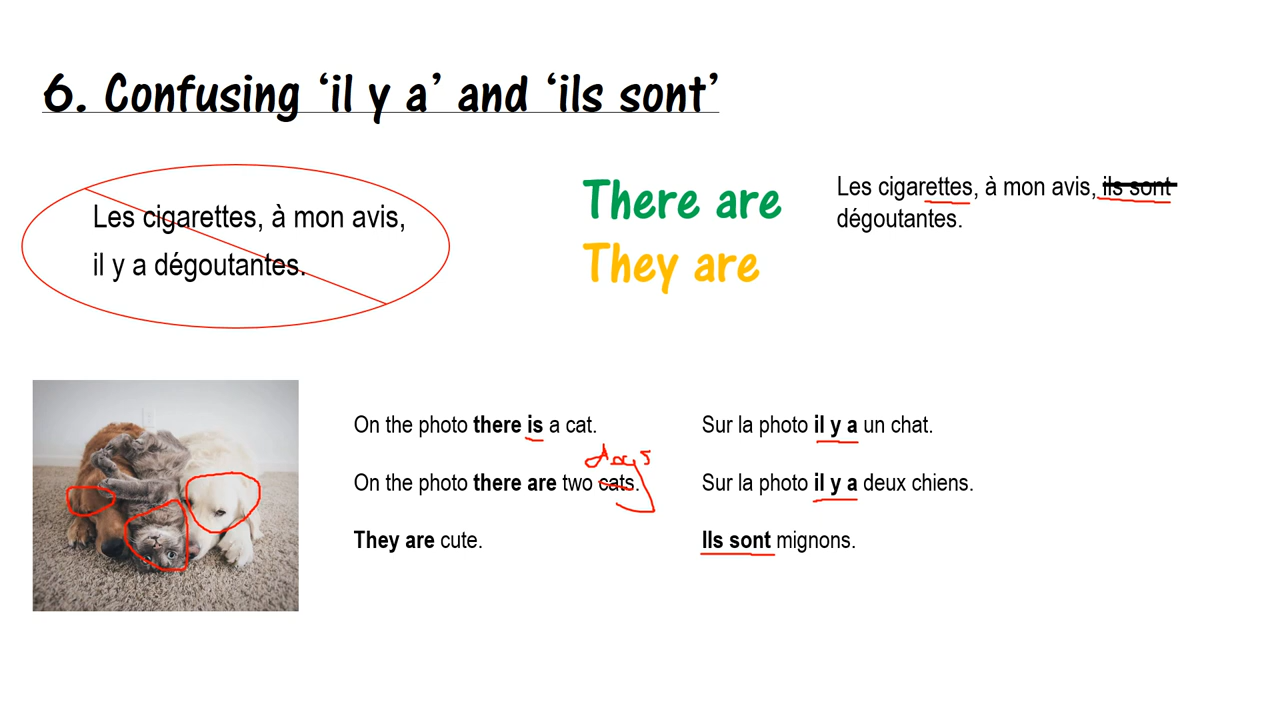 6. Confusing ‘il y a’ and ‘ils sont’
Les cigarettes, à mon avis,
il y a dégoutantes.
There are
They are
Les cigarettes, à mon avis, ils sont
dégoutantes.
On the photo there is a cat.
dogs
On the photo there are two cats.
They are cute.
Sur la photo il y a un chat.
Sur la photo il y a deux chiens.
Ils sont mignons.